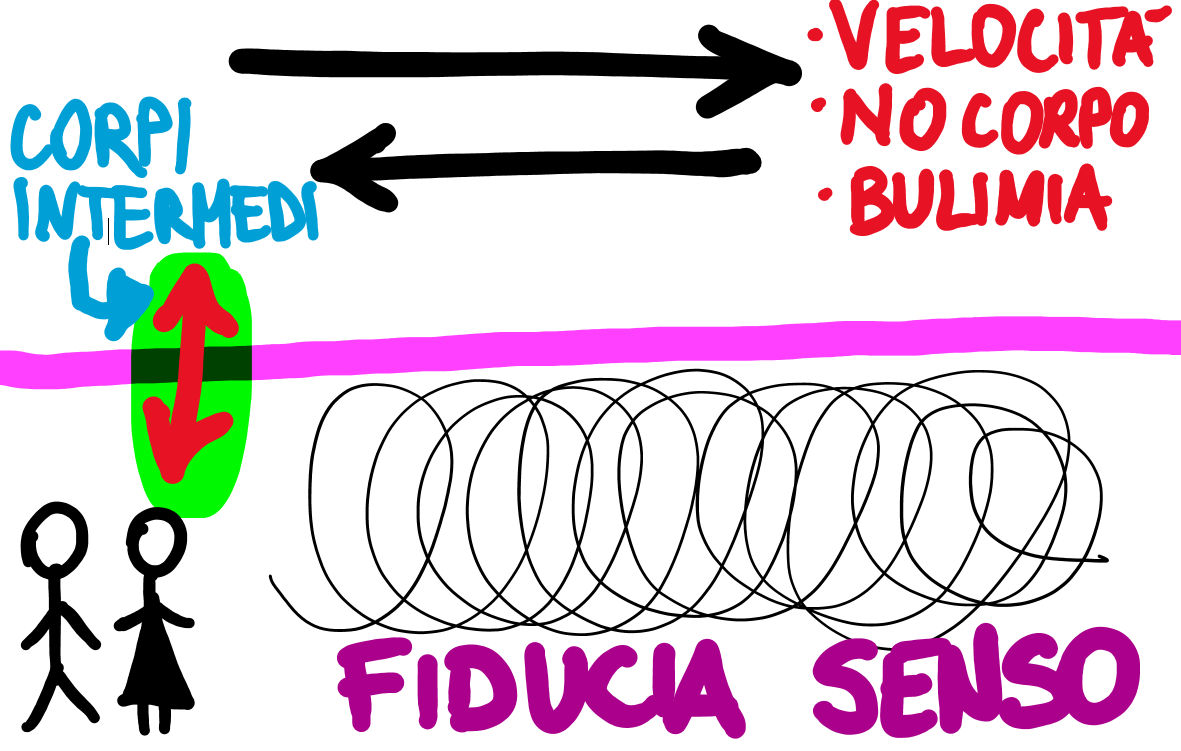 • VELOCITÀ
• NO CORPO
• BULIMIA
CORPI
INTERMEDI
FIDUCIA SENSO